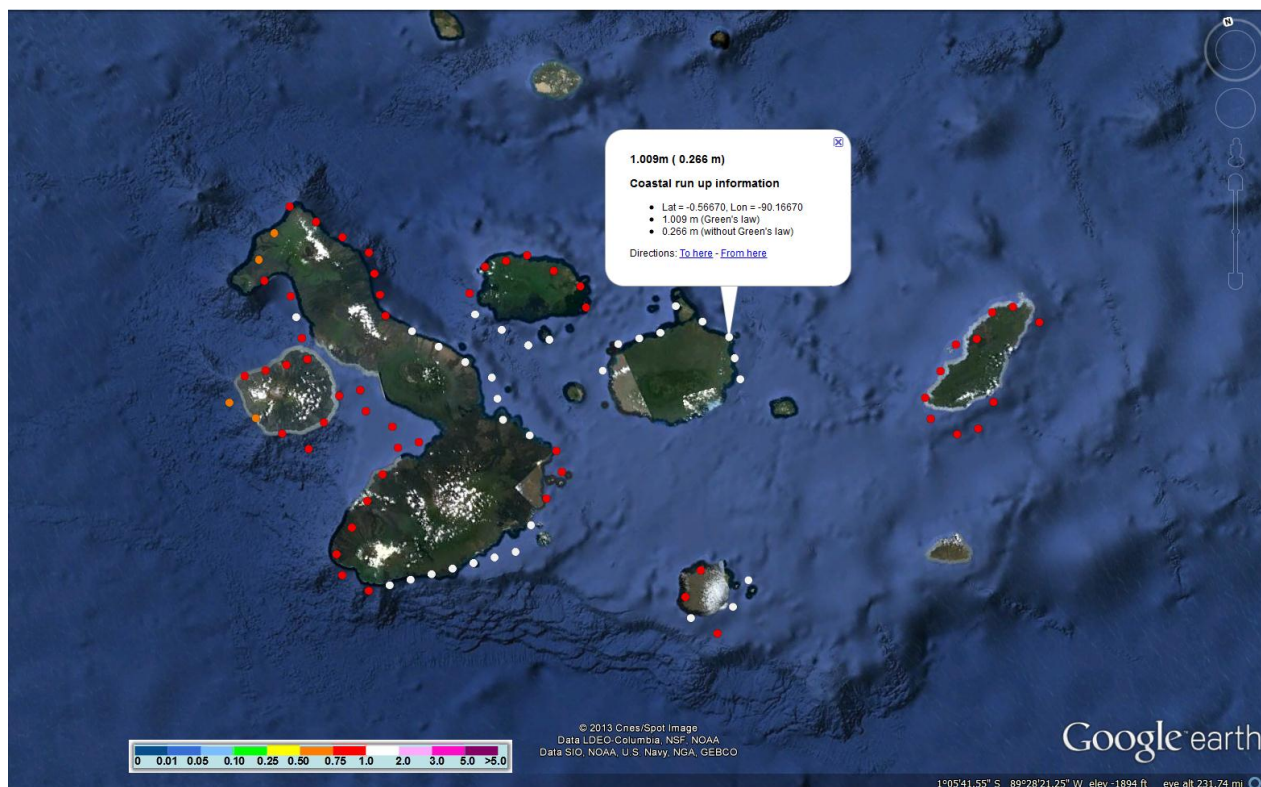 N
1.009m ( 0.266 m)
Coastal run up information
• Lat = -0.56670, Lon = -90.16670
• 1.009 m (Green's law)
• 0.266 m (without Green's law)
Directions: To here - From here
© 2013 Cnes/Spot Image
Data LDEO-Columbia, NSF, NOAA
Data SIO, NOAA, U.S. Navy, NGA, GEBCO
Google earth
0 0.01 0.05 0.10 0.25 0.50 0.75 1.0 2.0 3.0 5.0 >5.0
1°05'41.55" S 89°28'21.25" W elev -1894 ft eye alt 231.74 mi